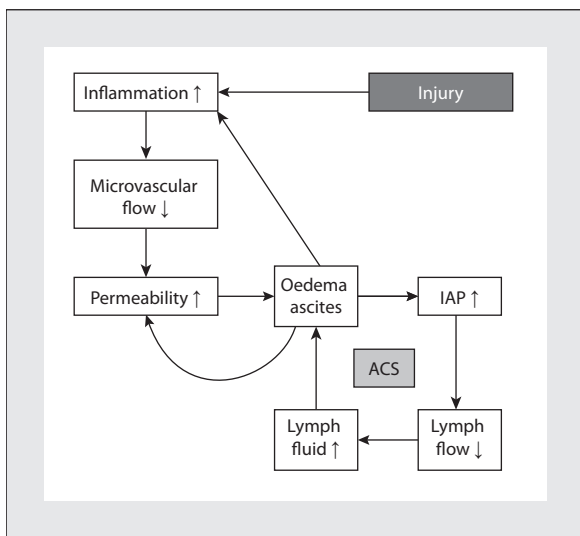 Inflammation ↑
Injury
Microvascular
flow ↓
Permeability ↑
Oedema
ascites
IAP ↑
ACS
Lymph
fluid ↑
Lymph
flow ↓